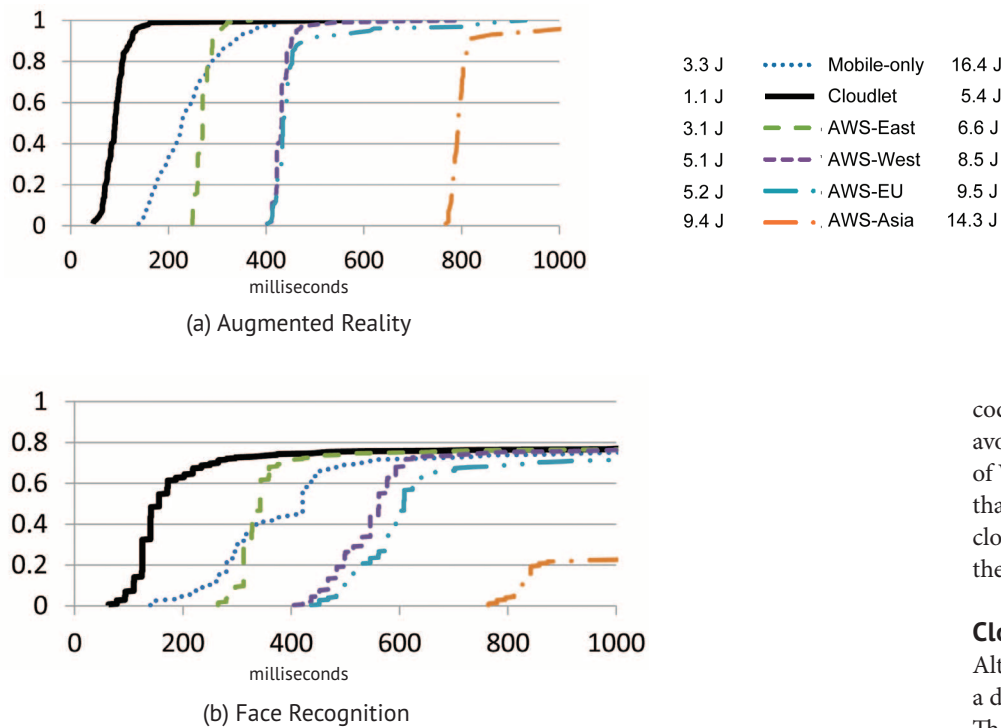 1
0.8
0.6
0.4
0.2
0
0 200 400 600 800 1000
milliseconds
(a) Augmented Reality
3.3 J Mobile-only 16.4 J
1.1 J Cloudlet 5.4 J
3.1 J AWS-East 6.6 J
5.1 J AWS-West 8.5 J
5.2 J AWS-EU 9.5 J
9.4 J AWS-Asia 14.3 J
1
0.8
0.6
0.4
0.2
0
0 200 400 600 800 1000
milliseconds
(b) Face Recognition
of
a d